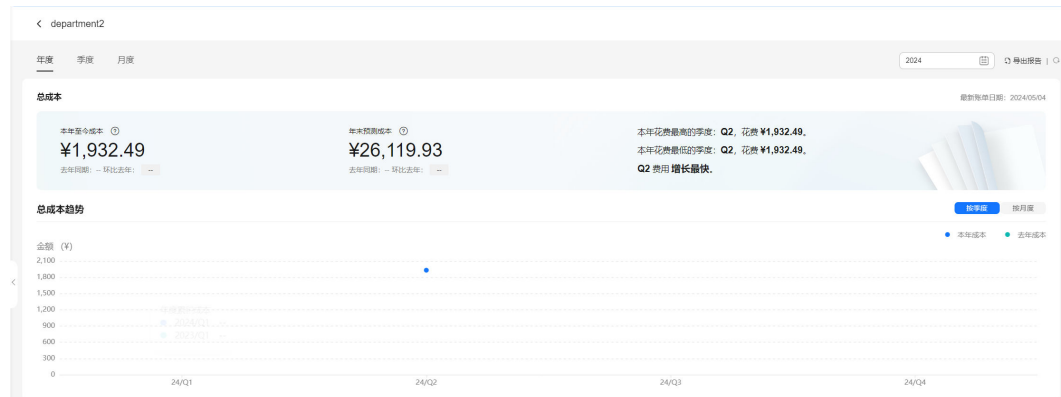 department2
年度 季度 月度 2024 导出报告 |
总成本 最新账单日期：2024/05/04
本年至今成本 年末预测成本 本年花费最高的季度：Q2，花费 ¥1,932.49。
¥1,932.49 ¥26,119.93 本年花费最低的季度：Q2，花费 ¥1,932.49。
去年同期：-- 环比去年： -- 去年同期：-- 环比去年： -- Q2 费用 增长最快。
总成本趋势 按季度 按月度
本年成本 去年成本
金额（¥）
2,100
1,800
1,500
1,200
900 2024/Q1 --
600 2023/Q1 --
300
0
24/Q1 24/Q2 24/Q3 24/Q4